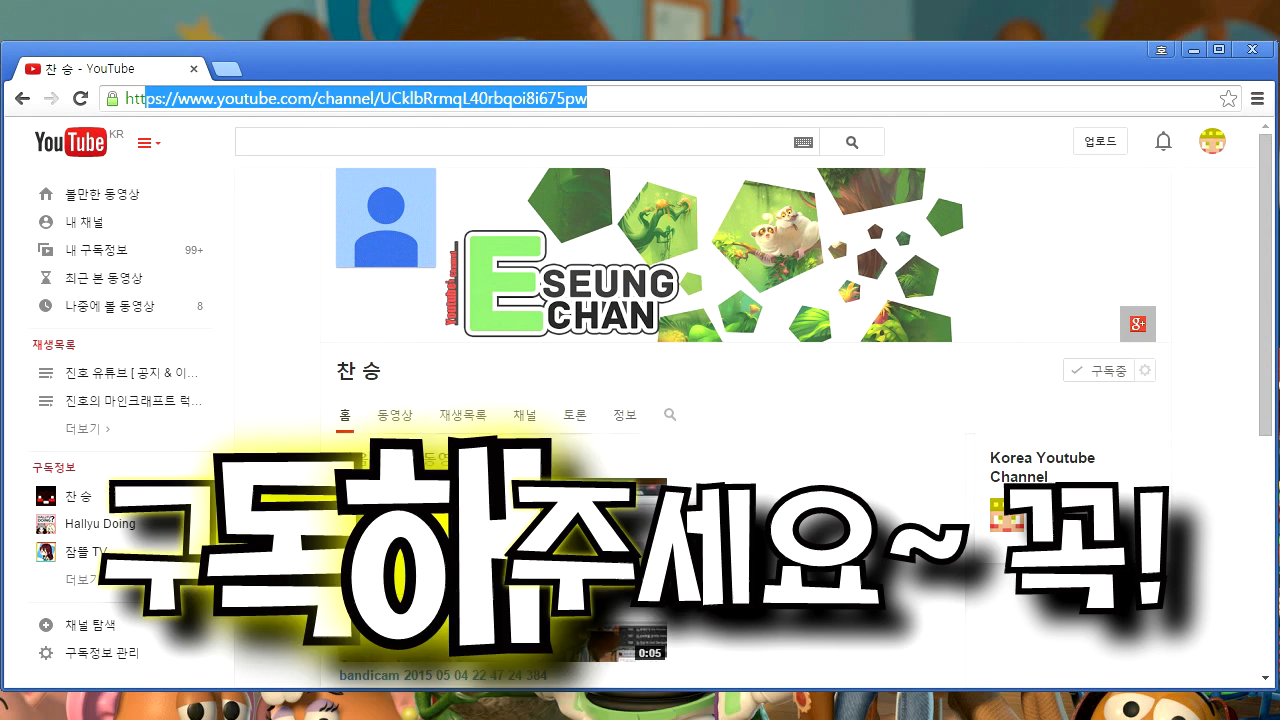 찬 승 - YouTube
https://www.youtube.com/channel/UCklbRrmqL40rbqoi8i675pw
YouTube KR
업로드
볼만한 동영상
내 채널
내 구독정보 99+
최근 본 동영상
나중에 볼 동영상 8
재생목록
진호 유튜브 [ 공지 & 이...
진호의 마인크래프트 럭...
더보기 ›
구독정보
찬 승
Hallyu Doing
잠뜰 TV
더보기
채널 탐색
구독정보 관리
E SEUNG
CHAN
찬 승
구독중
홈 동영상 재생목록 채널 토론 정보
Korea Youtube
Channel
구독하주세요~ 꼭!
0:05
bandicam 2015 05 04 22 47 24 384